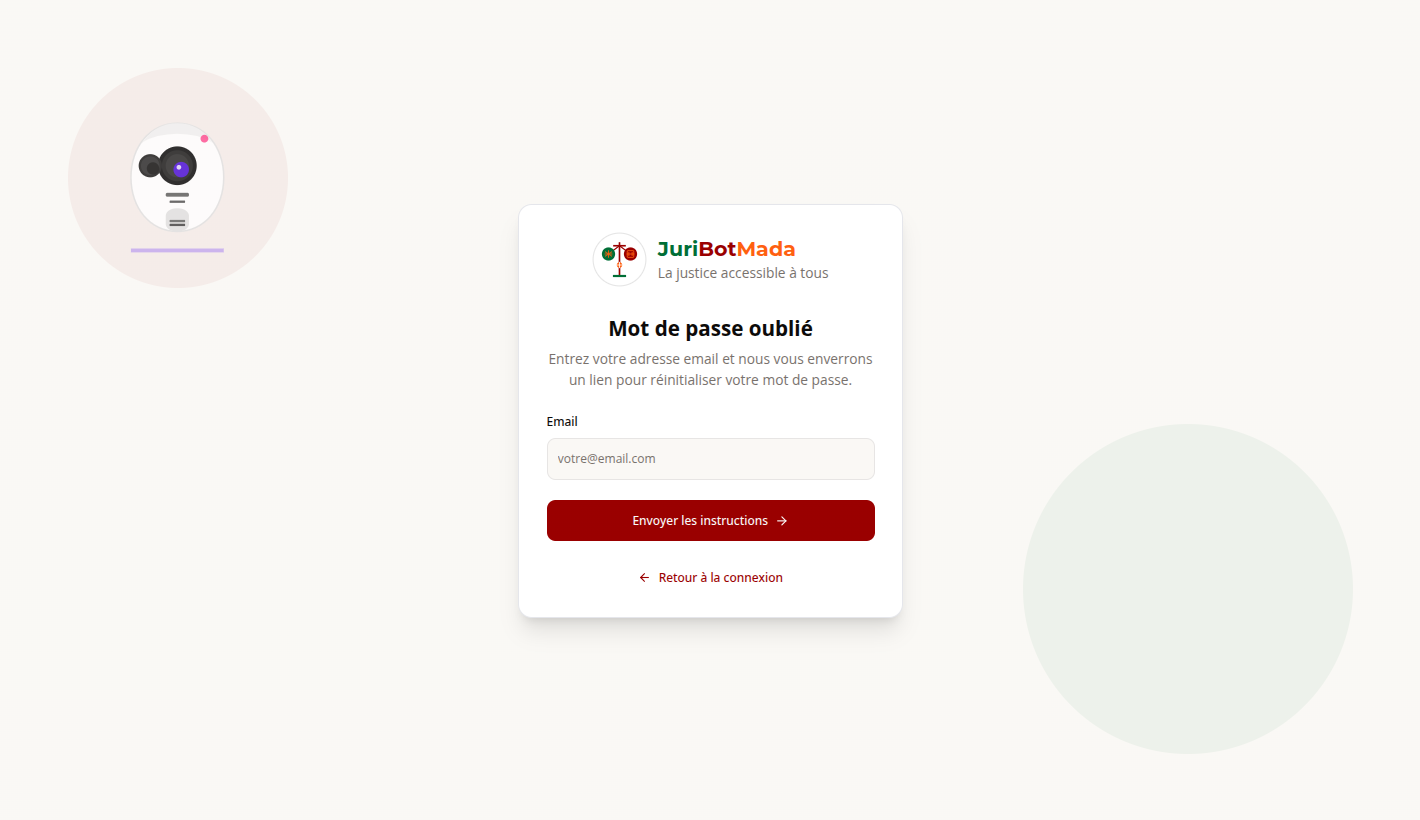 JuriBotMada
La justice accessible à tous
Mot de passe oublié
Entrez votre adresse email et nous vous enverrons
un lien pour réinitialiser votre mot de passe.
Email
votre@email.com
Envoyer les instructions →
← Retour à la connexion